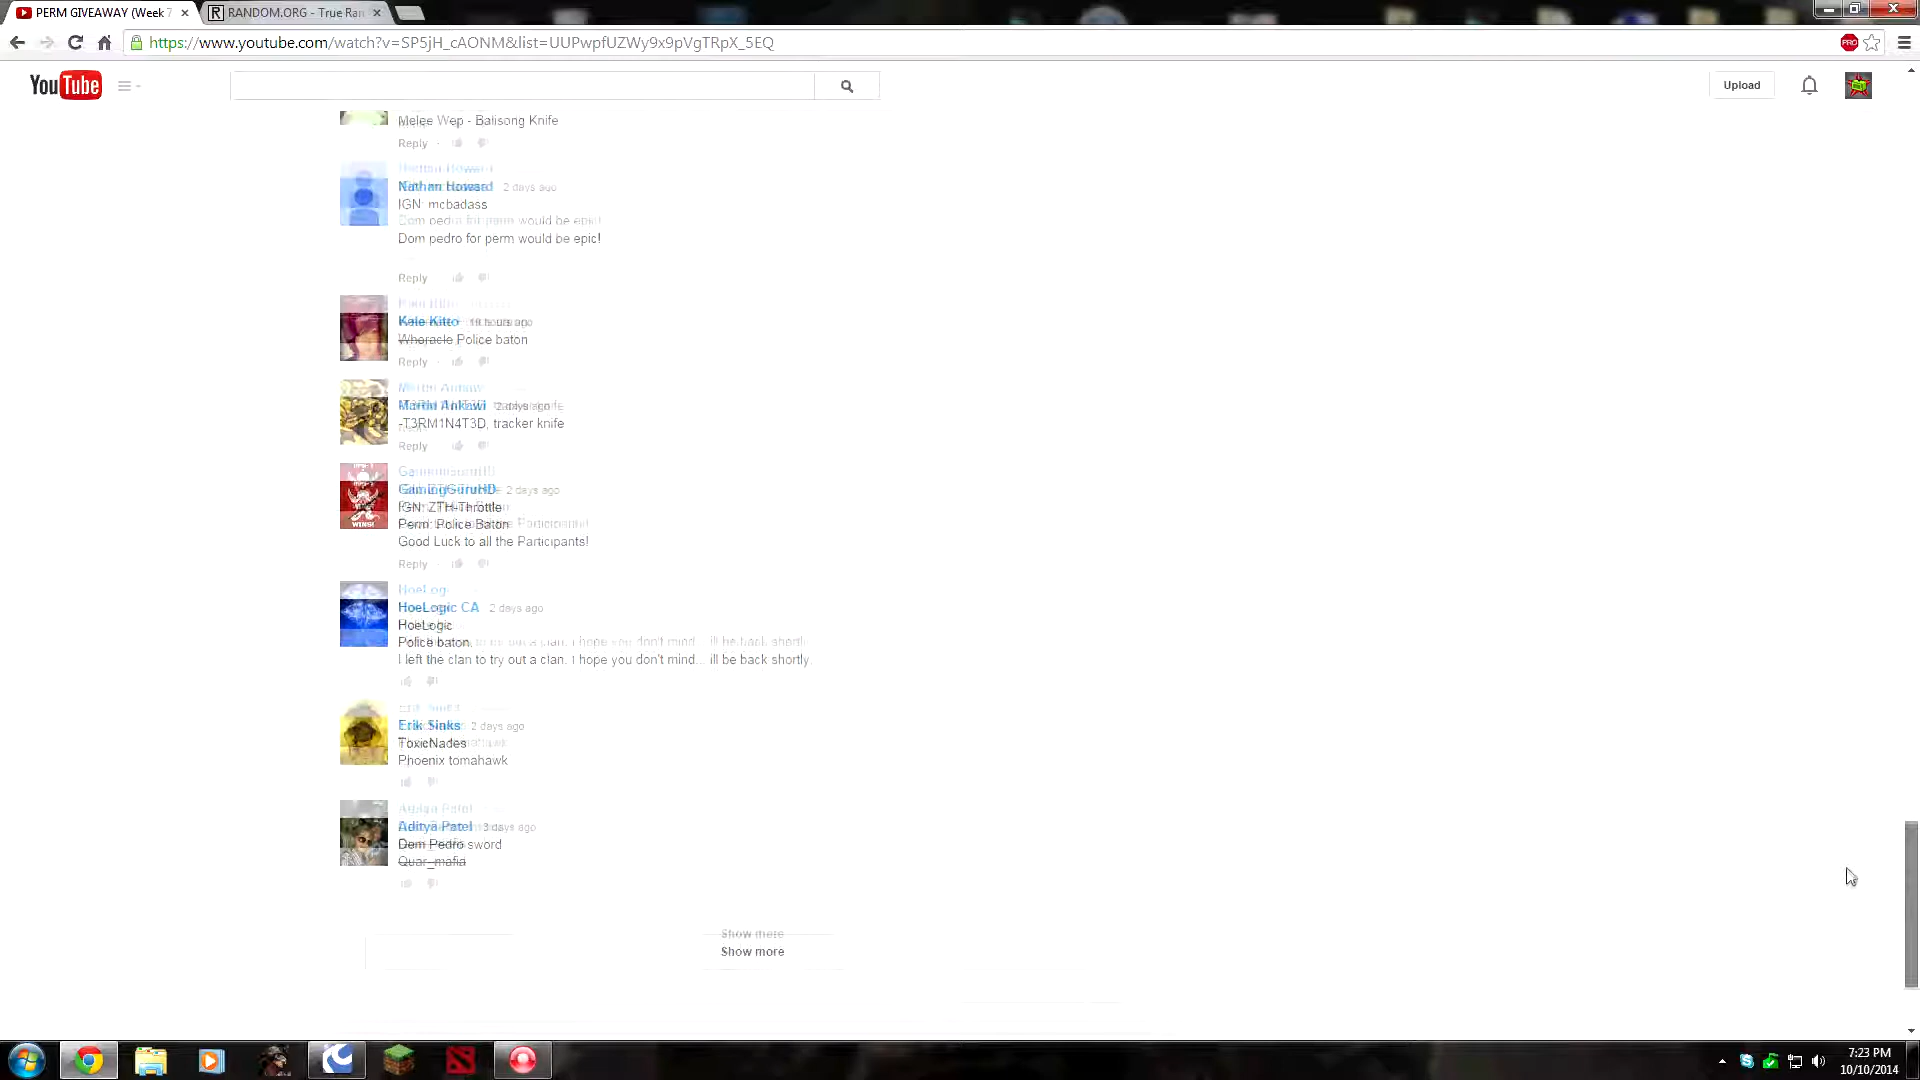 PERM GIVEAWAY (Week 7
RANDOM.ORG - True Ran
https://www.youtube.com/watch?v=SP5jH_cAONM&list=UUPwpfUZWy9x9pVgTRpX_5EQ
PRO
YouTube
Upload
Melee Wep - Balisong Knife
Reply
Nathan Howard 2 days ago
IGN: mcbadass
Dom pedro for perm would be epic!
Reply
Kale Kitto
Whoracle Police baton
Reply
2 days ago
-T3RM1N4T3D, tracker knife
Reply
GamingGuruHD 2 days ago
IGN: ZTH-Throttle
Perm: Police Baton
Good Luck to all the Participants!
Reply
WINS!
HoeLogic CA 2 days ago
HoeLogic
Police baton.
I left the clan to try out a clan. I hope you don't mind... ill be back shortly.
Erik Sinks 2 days ago
ToxicNades
Phoenix tomahawk
Aditya Patel 3 days ago
Dom Pedro sword
Quar_mafia
Show more
Show more
7:23 PM
10/10/2014